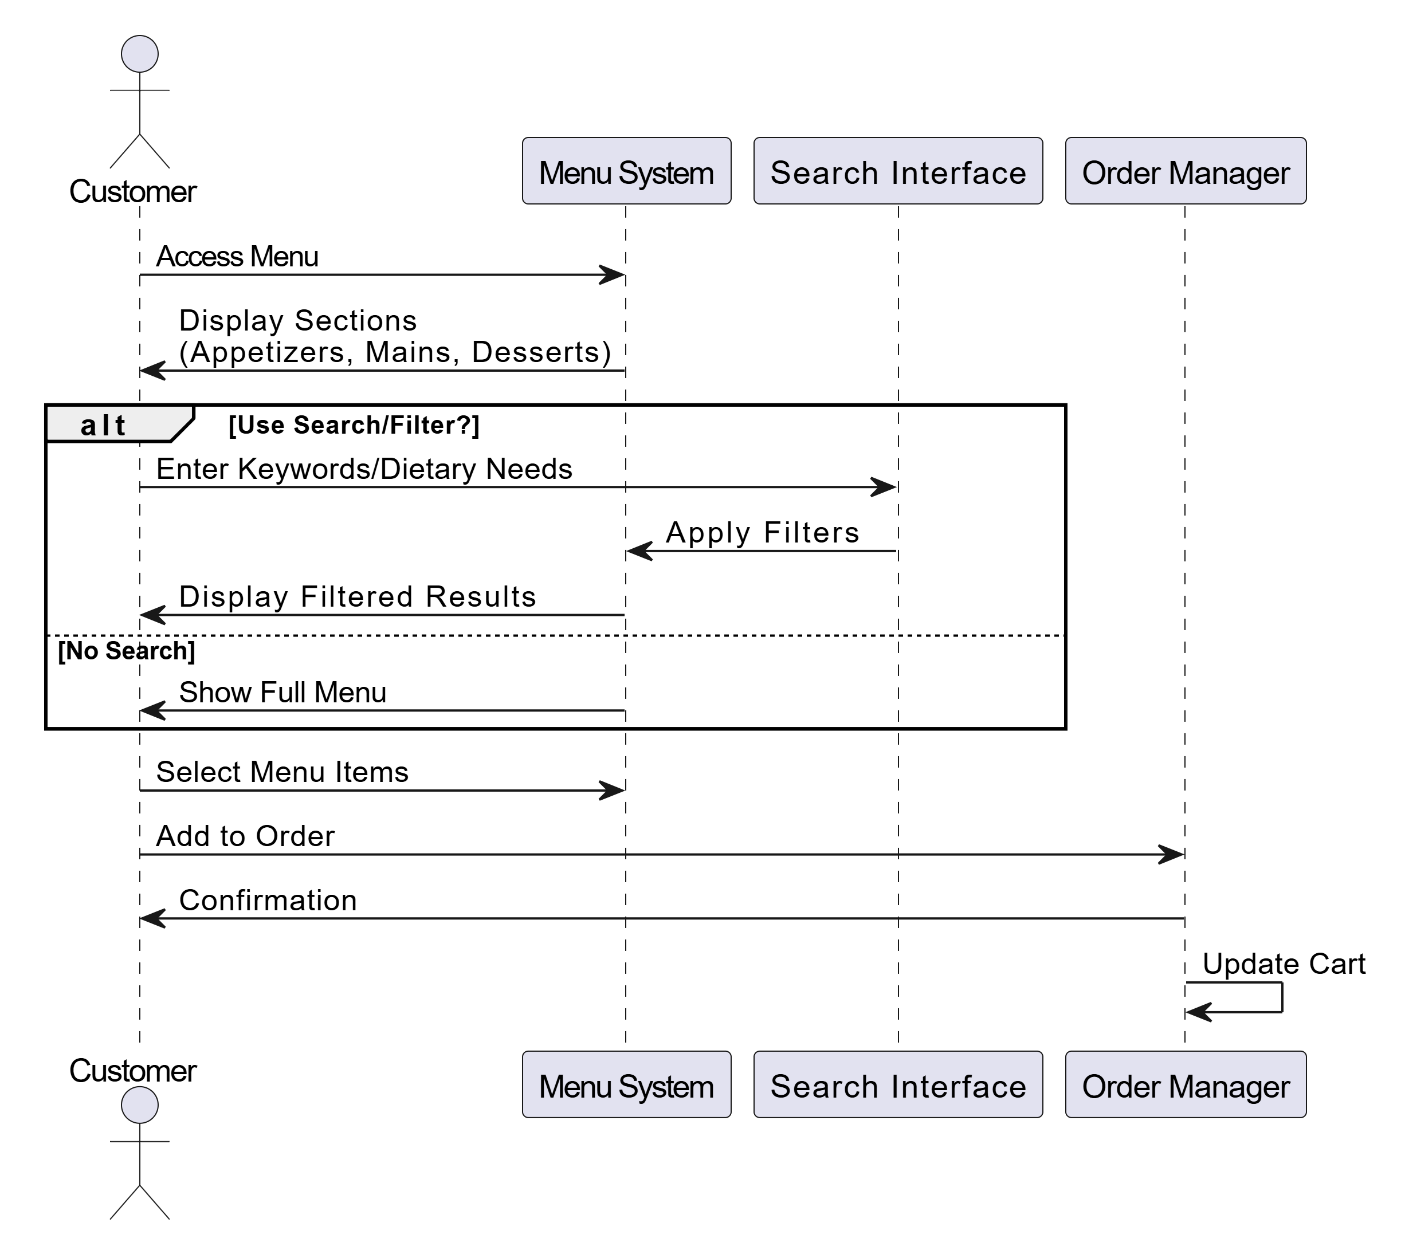 Customer
Menu System
Search Interface
Order Manager
Access Menu
Display Sections
(Appetizers, Mains, Desserts)
alt
[Use Search/Filter?]
Enter Keywords/Dietary Needs
Apply Filters
Display Filtered Results
[No Search]
Show Full Menu
Select Menu Items
Add to Order
Confirmation
Update Cart
Customer
Menu System
Search Interface
Order Manager